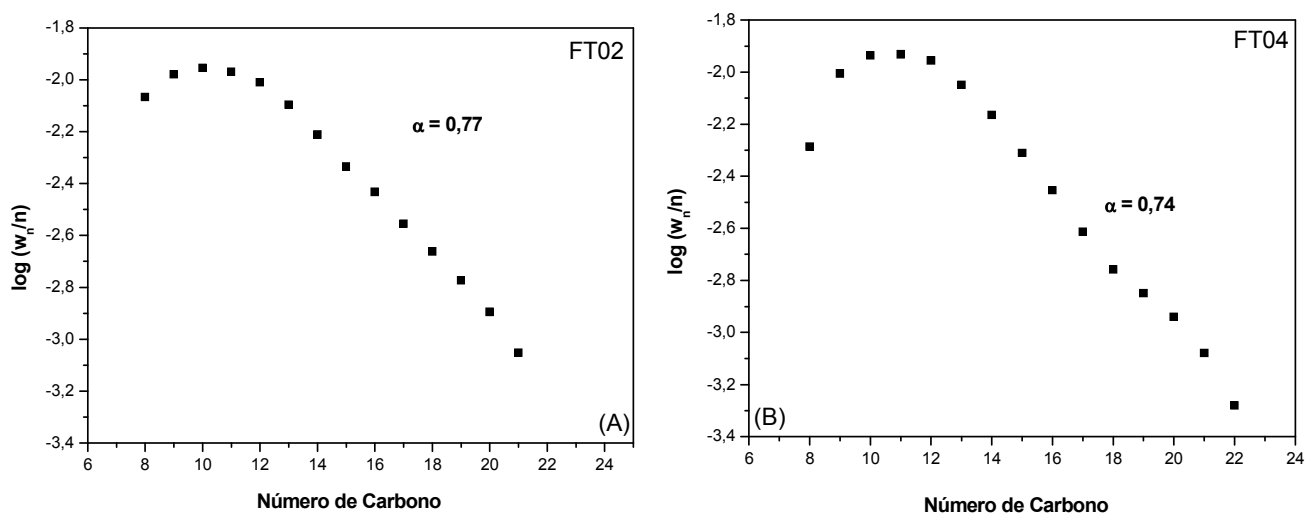 FT02
α = 0,77
-1,8
-2,0
-2,2
-2,4
-2,6
-2,8
-3,0
-3,2
-3,4
log (wn/n)
6 8 10 12 14 16 18 20 22 24
Número de Carbono
(A)
FT04
α = 0,74
-1,8
-2,0
-2,2
-2,4
-2,6
-2,8
-3,0
-3,2
-3,4
log (wn/n)
6 8 10 12 14 16 18 20 22 24
Número de Carbono
(B)